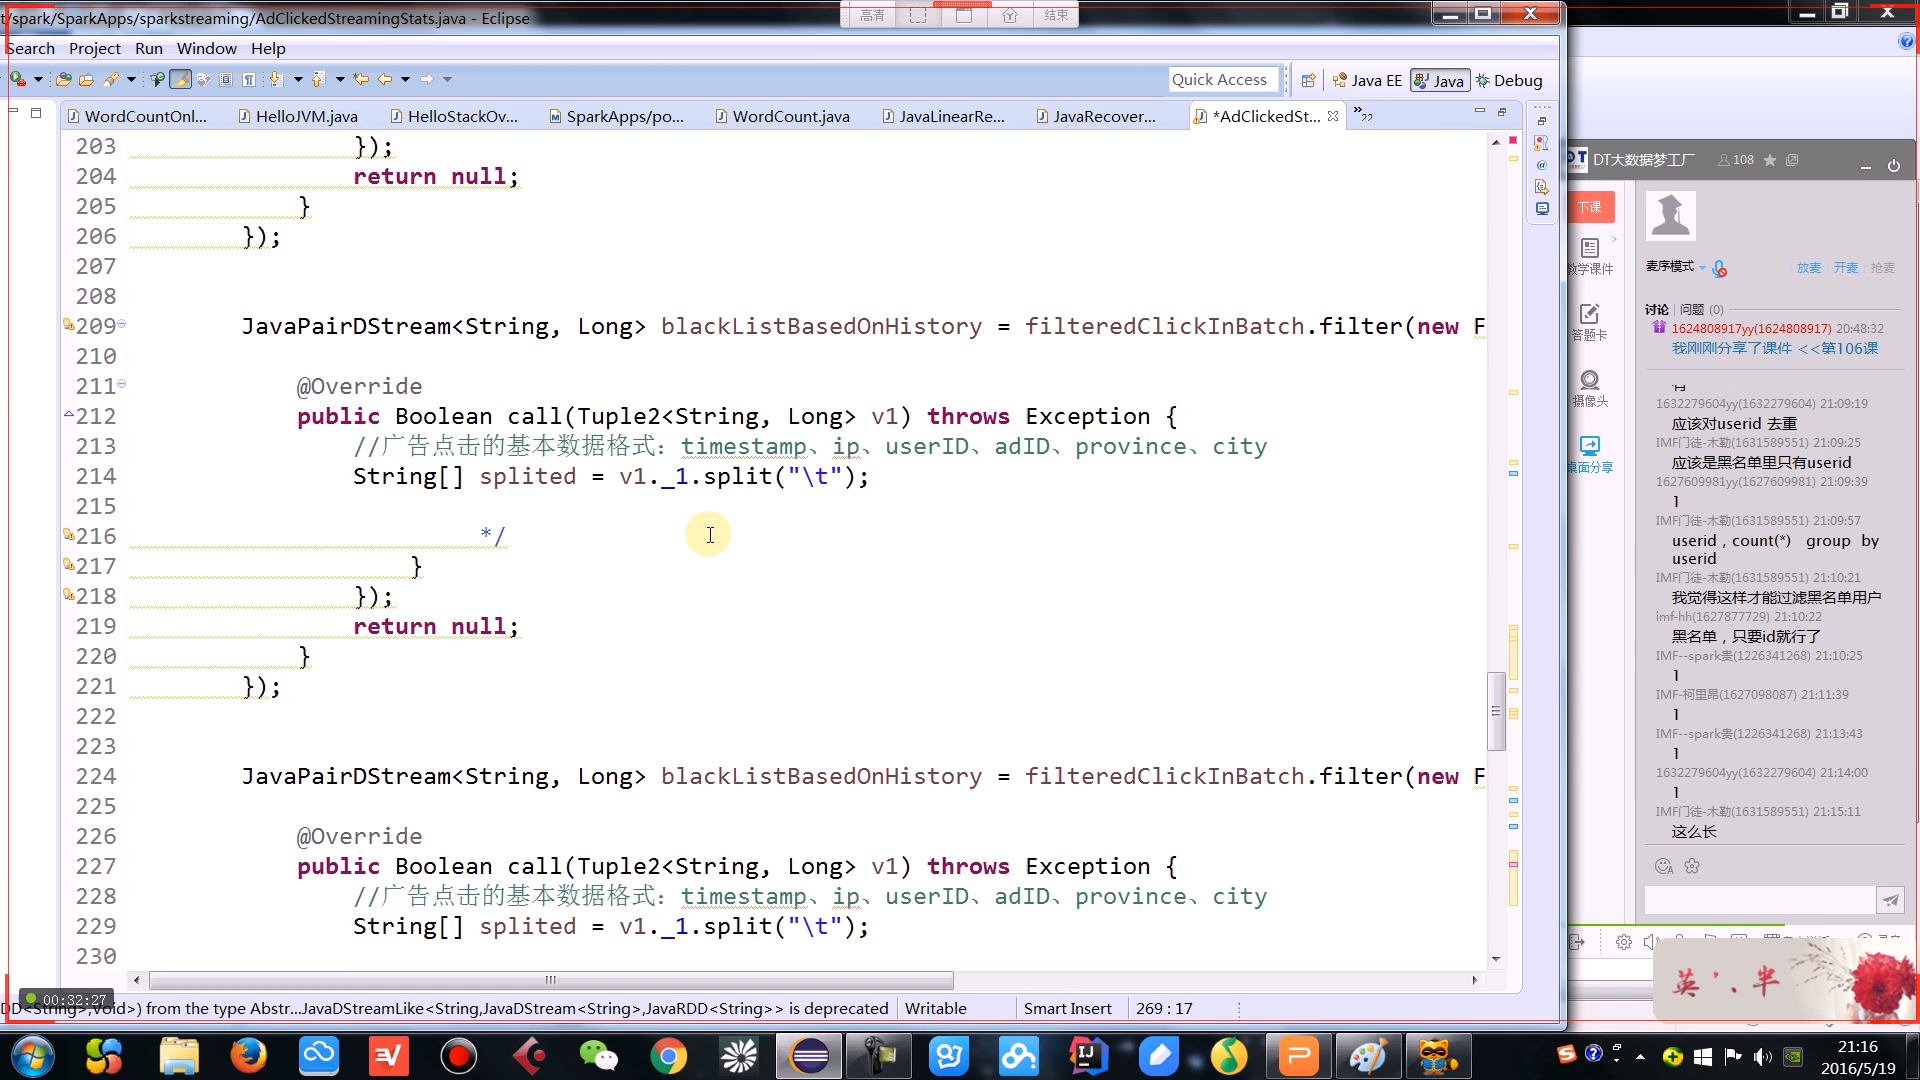 t/spark/SparkApps/sparkstreaming/AdClickedStreamingStats.java - Eclipse
高清
结束
Search Project Run Window Help
Quick Access
Java EE
Java
Debug
WordCountOnl...
HelloJVM.java
HelloStackOv...
SparkApps/po...
WordCount.java
JavaLinearRe...
JavaRecover...
*AdClickedSt...
22
203 });
204 return null;
205 }
206 });
207
208
209 JavaPairDStream<String, Long> blackListBasedOnHistory = filteredClickInBatch.filter(new F
210
211 @Override
212 public Boolean call(Tuple2<String, Long> v1) throws Exception {
213 //广告点击的基本数据格式：timestamp、ip、userID、adID、province、city
214 String[] splited = v1._1.split("\t");
215
216 */
217 }
218 });
219 return null;
220 }
221 });
222
223
224 JavaPairDStream<String, Long> blackListBasedOnHistory = filteredClickInBatch.filter(new F
225
226 @Override
227 public Boolean call(Tuple2<String, Long> v1) throws Exception {
228 //广告点击的基本数据格式：timestamp、ip、userID、adID、province、city
229 String[] splited = v1._1.split("\t");
230
00:32:27
DD<String>,Void>) from the type Abstr...JavaDStreamLike<String,JavaDStream<String>,JavaRDD<String>> is deprecated
Writable
Smart Insert
269 : 17
DT大数据梦工厂
108
下课
教学课件
答题卡
摄像头
桌面分享
麦序模式
放麦
开麦
抢麦
讨论 问题 (0)
1624808917yy(1624808917) 20:48:32
我刚刚分享了课件 <<第106课
1632279604yy(1632279604) 21:09:19
应该对userid 去重
IMF门徒-木勒(1631589551) 21:09:25
应该是黑名单里只有userid
1627609981yy(1627609981) 21:09:39
1
IMF门徒-木勒(1631589551) 21:09:57
userid，count(*) group by
userid
IMF门徒-木勒(1631589551) 21:10:21
我觉得这样才能过滤黑名单用户
imf-hh(1627877729) 21:10:22
黑名单，只要id就行了
IMF--spark贵(1226341268) 21:10:25
1
IMF-柯里昂(1627098087) 21:11:39
1
IMF--spark贵(1226341268) 21:13:43
1
1632279604yy(1632279604) 21:14:00
1
IMF门徒-木勒(1631589551) 21:15:11
这么长
英 半
21:16
2016/5/19